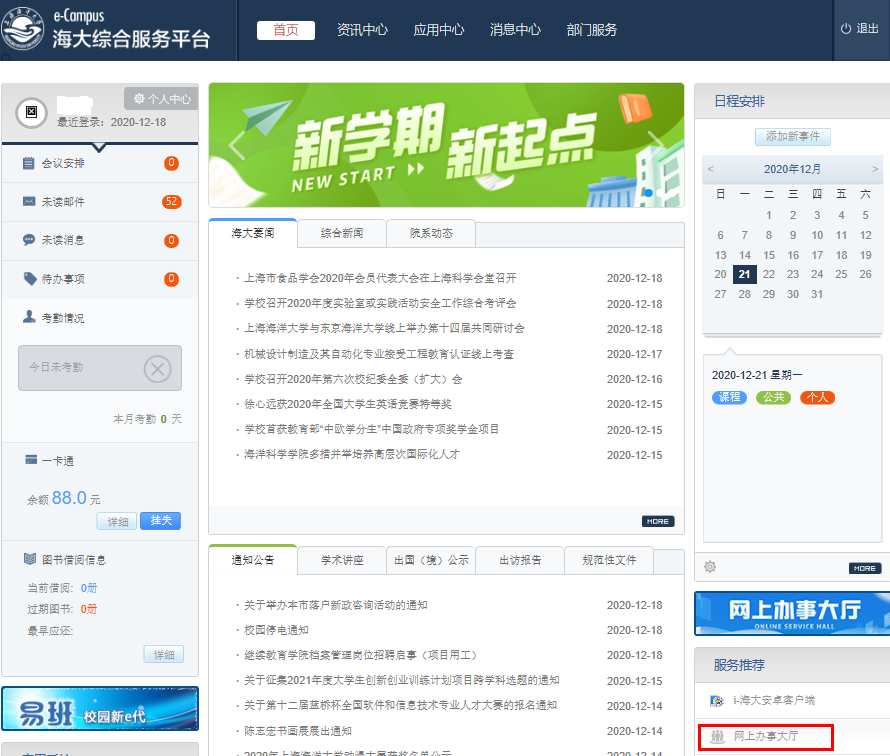 e-Campus
海大综合服务平台
首页 资讯中心 应用中心 消息中心 部门服务
退出
个人中心
最近登录：2020-12-18
会议安排 0
未读邮件 52
未读消息 0
待办事项 0
考勤情况
今日未考勤
本月考勤 0 天
一卡通
余额 88.0 元
详细 挂失
图书借阅信息
当前借阅: 0册
过期图书: 0册
最早应还:
详细
易班 校园新e代
新学期 新起点
NEW START
海大要闻 综合新闻 院系动态
· 上海市食品学会2020年会员代表大会在上海科学会堂召开 2020-12-18
· 学校召开2020年度实验室或实践活动安全工作综合考评会 2020-12-18
· 上海海洋大学与东京海洋大学线上举办第十四届共同研讨会 2020-12-18
· 机械设计制造及其自动化专业接受工程教育认证线上考查 2020-12-17
· 学校召开2020年第六次校纪委全委（扩大）会 2020-12-16
· 徐心远获2020年全国大学生英语竞赛特等奖 2020-12-15
· 学校首获教育部“中欧学分生”中国政府专项奖学金项目 2020-12-15
· 海洋科学学院多措并举培养高层次国际化人才 2020-12-15
MORE
通知公告 学术讲座 出国（境）公示 出访报告 规范性文件
· 关于举办本市落户新政咨询活动的通知 2020-12-18
· 校园停电通知 2020-12-18
· 继续教育学院档案管理岗位招聘启事（项目用工） 2020-12-18
· 关于征集2021年度大学生创新创业训练计划项目跨学科选题的通知 2020-12-15
· 关于第十二届蓝桥杯全国软件和信息技术专业人才大赛的报名通知 2020-12-14
· 陈志宏书画展展览通知 2020-12-14
日程安排
添加新事件
< 2020年12月 >
日 一 二 三 四 五 六
1 2 3 4 5
6 7 8 9 10 11 12
13 14 15 16 17 18 19
20 21 22 23 24 25 26
27 28 29 30 31
2020-12-21 星期一
课程 公共 个人
MORE
网上办事大厅
ONLINE SERVICE HALL
服务推荐
i-海大安卓客户端
网上办事大厅